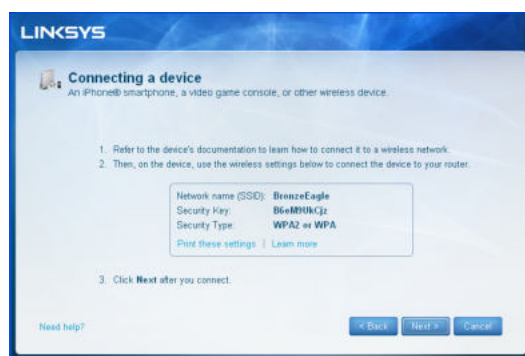 LINKSYS
Connecting a device
An iPhone® smartphone, a video game console, or other wireless device.
1. Refer to the device's documentation to learn how to connect it to a wireless network.
2. Then, on the device, use the wireless settings below to connect the device to your router.
Network name (SSID): BronzeEagle
Security Key: B6eM9UkCjz
Security Type: WPA2 or WPA
Print these settings | Learn more
3. Click Next after you connect.
Need help?
< Back Next > Cancel